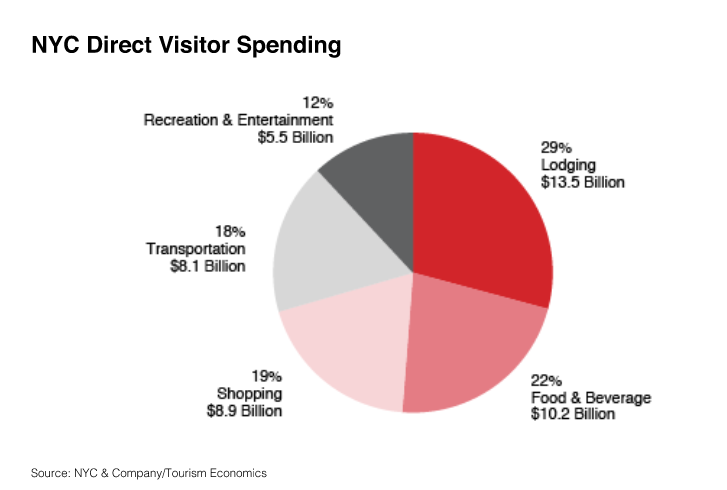 NYC Direct Visitor Spending
12%
Recreation & Entertainment
$5.5 Billion
29%
Lodging
$13.5 Billion
18%
Transportation
$8.1 Billion
19%
Shopping
$8.9 Billion
22%
Food & Beverage
$10.2 Billion
Source: NYC & Company/Tourism Economics